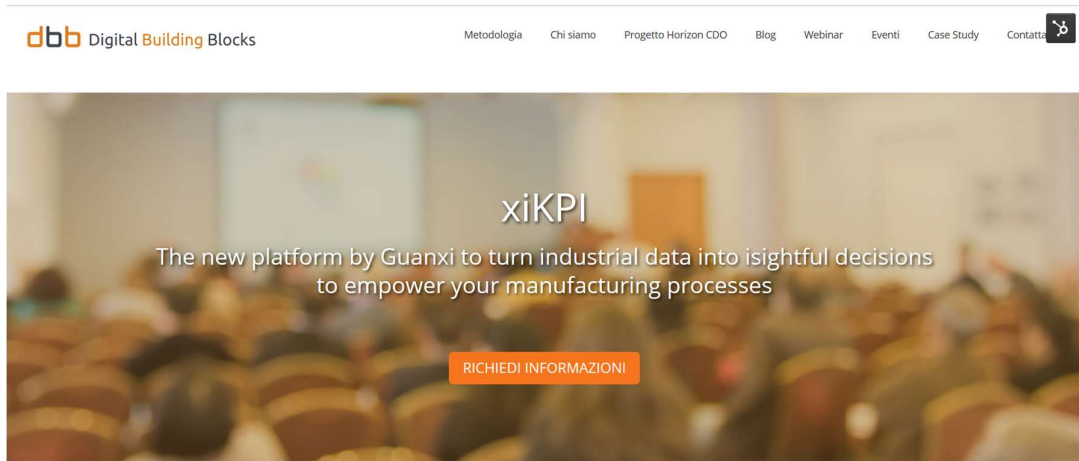 dbb Digital Building Blocks
Metodologia Chi siamo Progetto Horizon CDO Blog Webinar Eventi Case Study Contatta
xiKPI
The new platform by Guanxi to turn industrial data into isightful decisions
to empower your manufacturing processes
RICHIEDI INFORMAZIONI